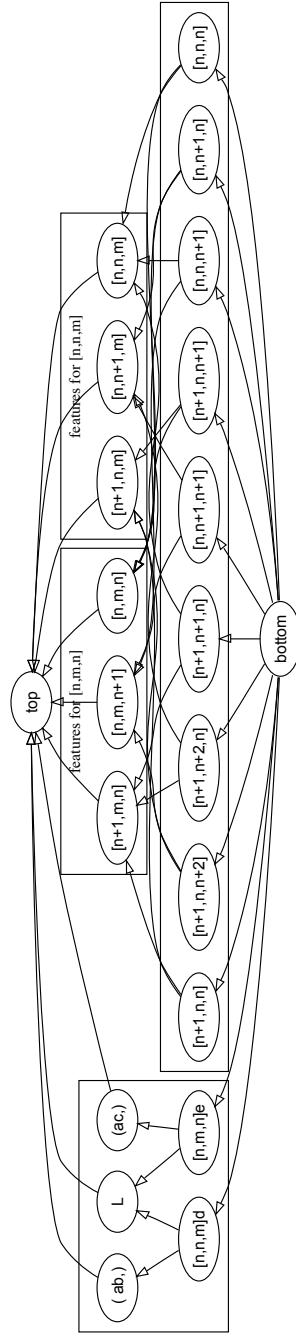 top
features for [n,m,n]
features for [n,n,m]
( ab,)
L
(ac,)
[n+1,m,n]
[n,m,n+1]
[n,m,n]
[n+1,n,m]
[n,n+1,m]
[n,n,m]
[n,n,m]d
[n,m,n]e
[n+1,n,n]
[n+1,n,n+2]
[n+1,n+2,n]
[n+1,n+1,n]
[n,n+1,n+1]
[n+1,n,n+1]
[n,n,n+1]
[n,n+1,n]
[n,n,n]
bottom